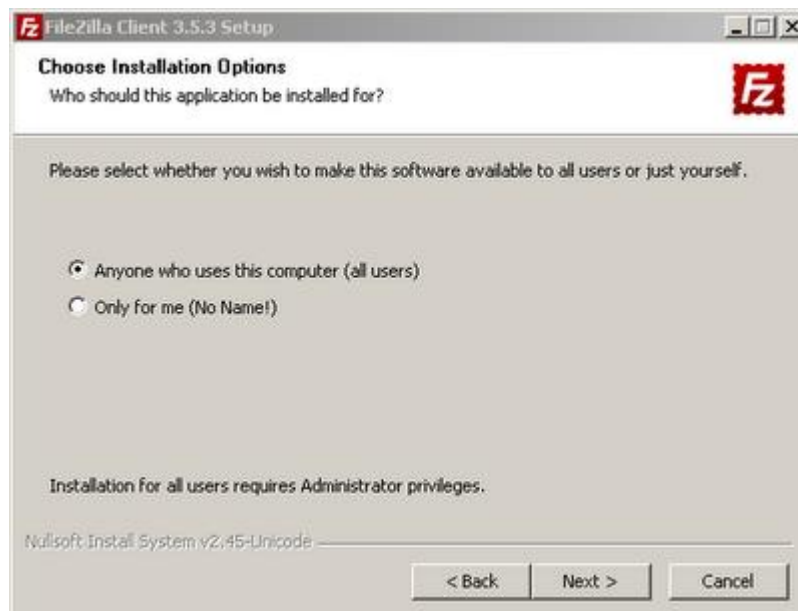 FileZilla Client 3.5.3 Setup
Choose Installation Options
Who should this application be installed for?
Fz
Please select whether you wish to make this software available to all users or just yourself.
Anyone who uses this computer (all users)
Only for me (No Name!)
Installation for all users requires Administrator privileges.
Nullsoft Install System v2.45-Unicode
< Back Next > Cancel